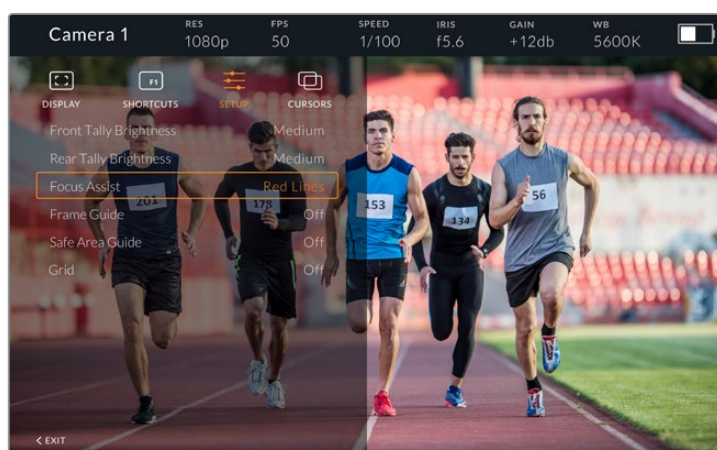 Camera 1
RES FPS SPEED IRIS GAIN WB
1080p 50 1/100 f5.6 +12db 5600K
F1
DISPLAY SHORTCUTS SETUP CURSORS
Front Tally Brightness Medium
Rear Tally Brightness Medium
Focus Assist Red Lines
Frame Guide Off
Safe Area Guide Off
Grid Off
201 178 153 134 56
< EXIT